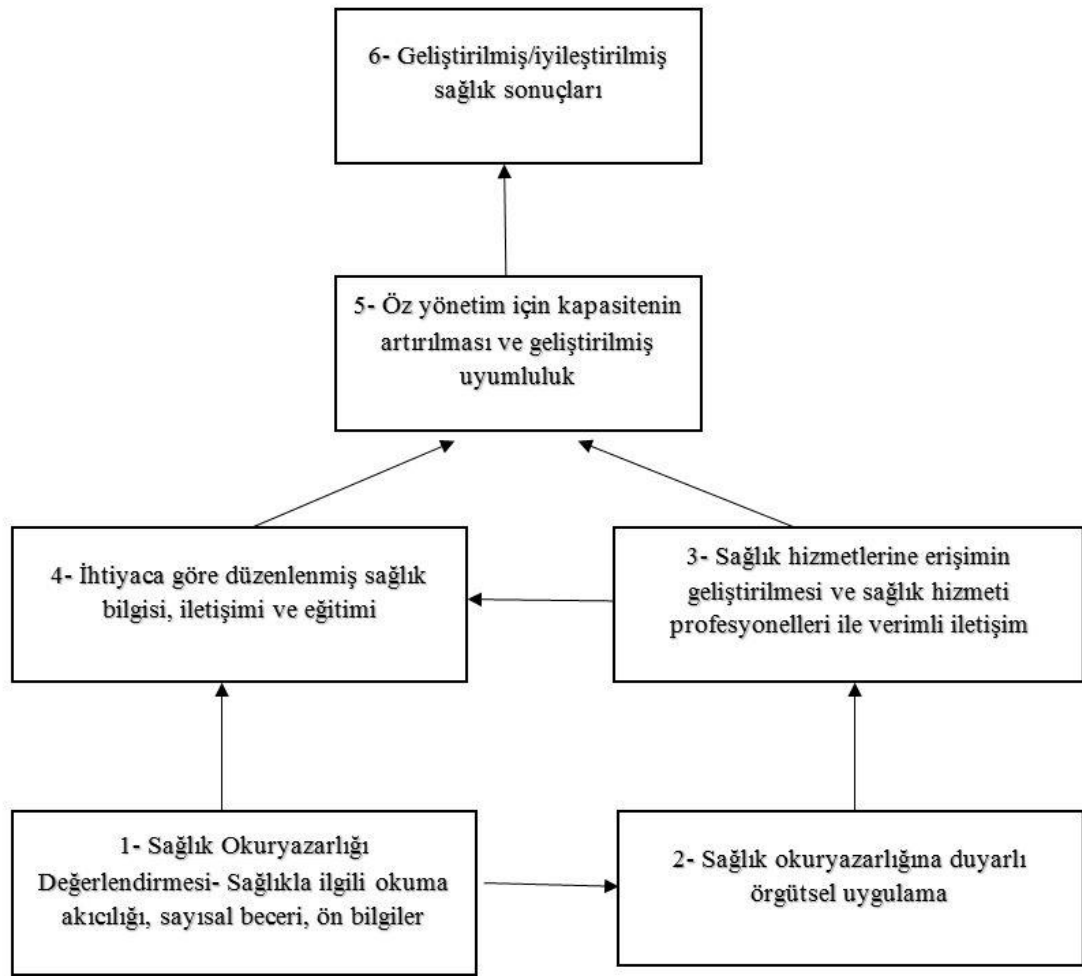 6- Geliştirilmiş/iyileştirilmiş
sağlık sonuçları
5- Öz yönetim için kapasitenin
artırılması ve geliştirilmiş
uyumluluk
4- İhtiyaca göre düzenlenmiş sağlık
bilgisi, iletişimi ve eğitimi
3- Sağlık hizmetlerine erişimin
geliştirilmesi ve sağlık hizmeti
profesyonelleri ile verimli iletişim
1- Sağlık Okuryazarlığı
Değerlendirmesi- Sağlıkla ilgili okuma
akıcılığı, sayısal beceri, ön bilgiler
2- Sağlık okuryazarlığına duyarlı
örgütsel uygulama